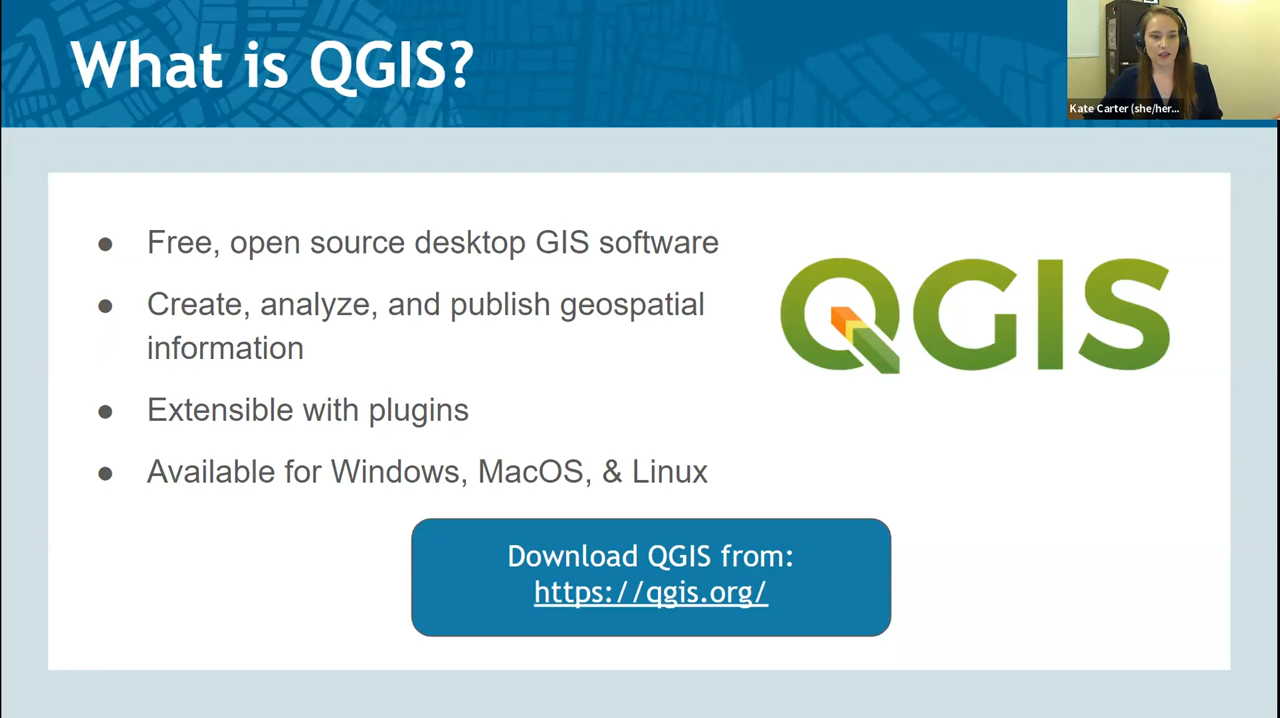 What is QGIS?
Kate Carter (she/her...
● Free, open source desktop GIS software
● Create, analyze, and publish geospatial
information
● Extensible with plugins
● Available for Windows, MacOS, & Linux
QGIS
Download QGIS from:
https://qgis.org/